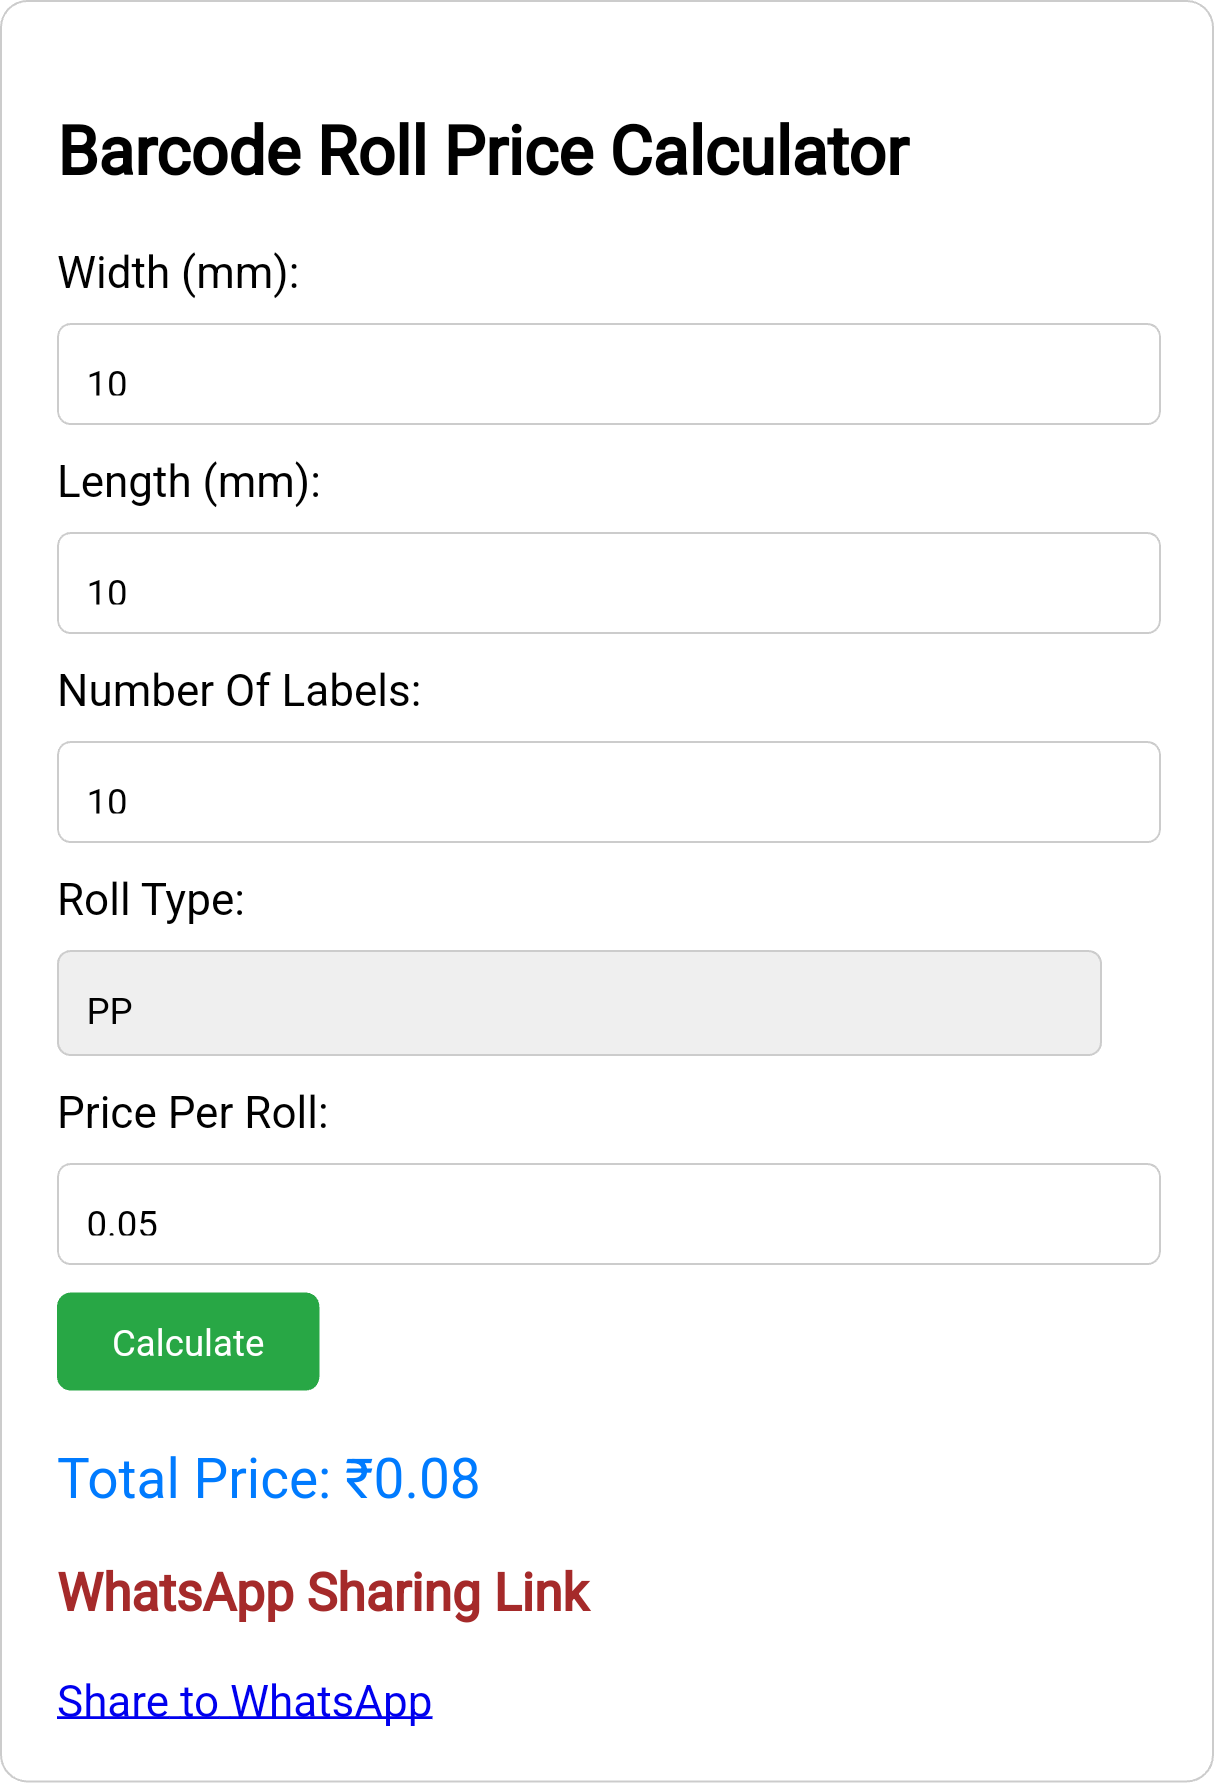 Barcode Roll Price Calculator
Width (mm):
10
Length (mm):
10
Number Of Labels:
10
Roll Type:
PP
Price Per Roll:
0.05
Calculate
Total Price: ₹0.08
WhatsApp Sharing Link
Share to WhatsApp